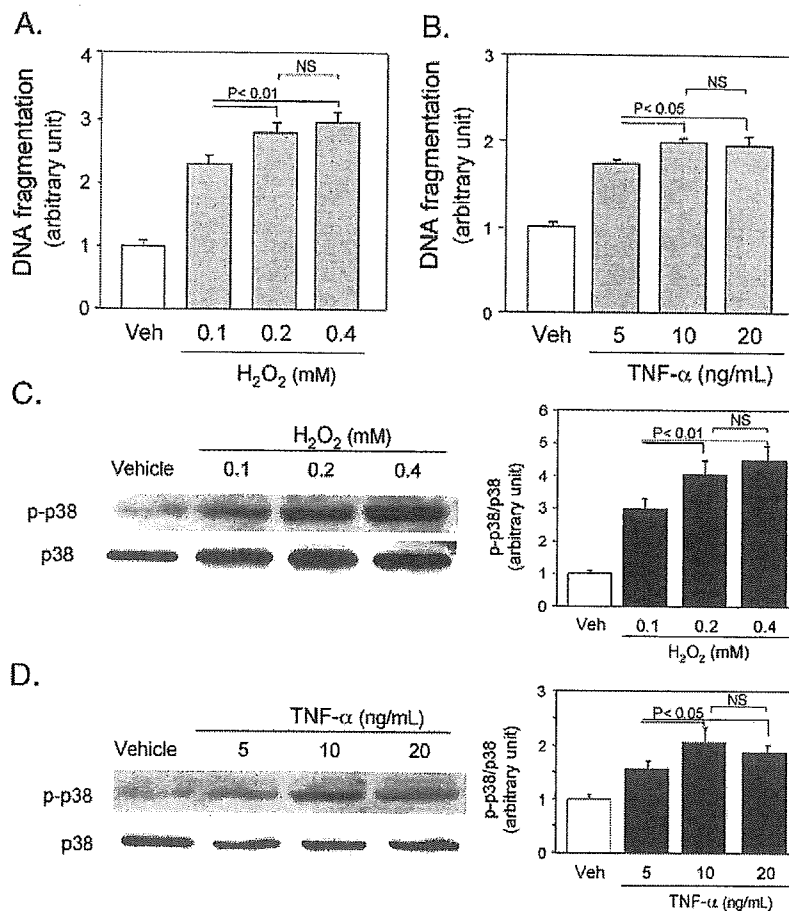 A.
DNA fragmentation
(arbitrary unit)
4
3
2
1
0
NS
P< 0.01
Veh
0.1
0.2
0.4
H₂O₂ (mM)
B.
DNA fragmentation
(arbitrary unit)
3
2
1
0
NS
P< 0.05
Veh
5
10
20
TNF-α (ng/mL)
C.
H₂O₂ (mM)
Vehicle
0.1
0.2
0.4
p-p38
p38
p-p38/p38
(arbitrary unit)
6
5
4
3
2
1
0
NS
P< 0.01
Veh
0.1
0.2
0.4
H₂O₂ (mM)
D.
TNF-α (ng/mL)
Vehicle
5
10
20
p-p38
p38
p-p38/p38
(arbitrary unit)
3
2
1
0
NS
P< 0.05
Veh
5
10
20
TNF-α (ng/mL)